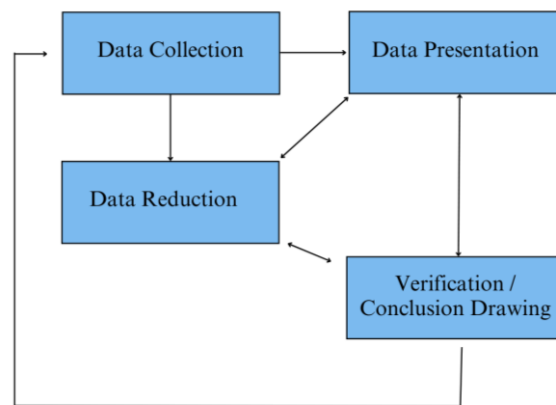 Data Collection
Data Presentation
Data Reduction
Verification /
Conclusion Drawing